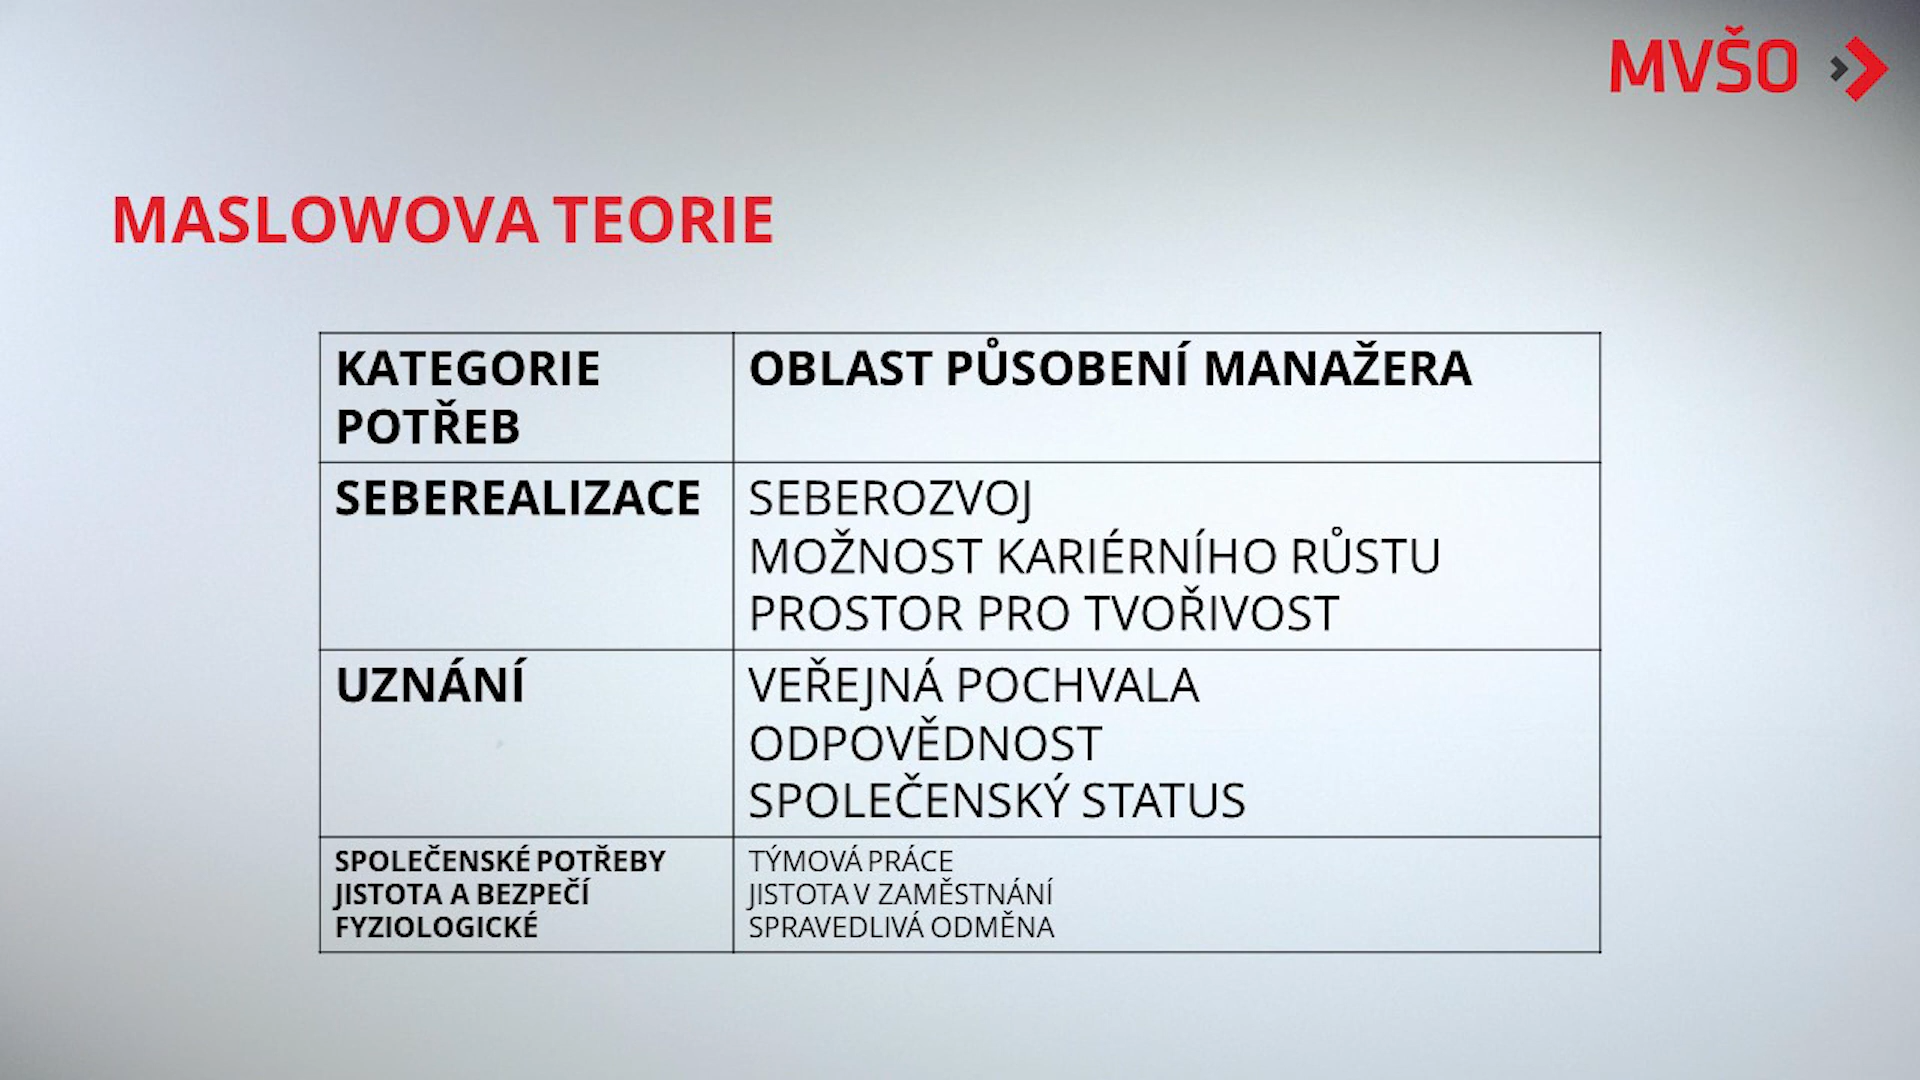 MVŠO
MASLOWOVA TEORIE
KATEGORIE POTŘEB
OBLAST PŮSOBENÍ MANAŽERA
SEBEREALIZACE
SEBEROZVOJ
MOŽNOST KARIÉRNÍHO RŮSTU
PROSTOR PRO TVOŘIVOST
UZNÁNÍ
VEŘEJNÁ POCHVALA
ODPOVĚDNOST
SPOLEČENSKÝ STATUS
SPOLEČENSKÉ POTŘEBY
JISTOTA A BEZPEČÍ
FYZIOLOGICKÉ
TÝMOVÁ PRÁCE
JISTOTA V ZAMĚSTNÁNÍ
SPRAVEDLIVÁ ODMĚNA